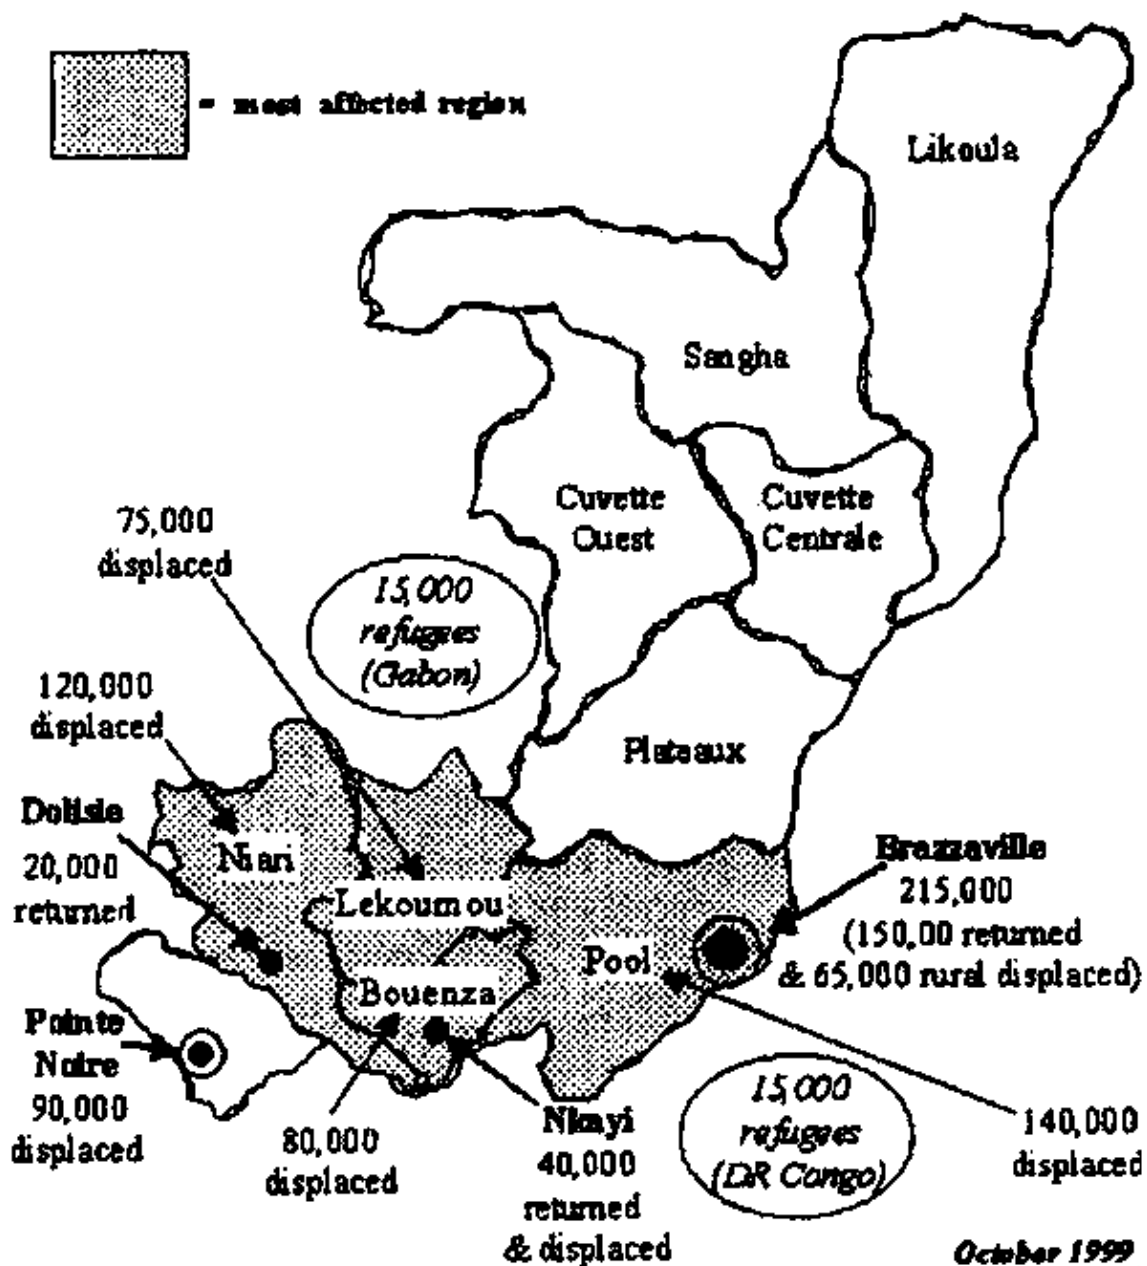 = most affected region
Likoula
Sangha
Cuvette
Ouest
Cuvette
Centrale
75,000
displaced
15,000
refugees
(Gabon)
120,000
displaced
Plateaux
Dolisie
20,000
returned
Niari
Lekoumou
Brazzaville
215,000
(150,00 returned
& 65,000 rural displaced)
Pool
Bouenza
Pointe
Noire
90,000
displaced
80,000
displaced
Nkayi
40,000
returned
& displaced
15,000
refugees
(DR Congo)
140,000
displaced
October 1999